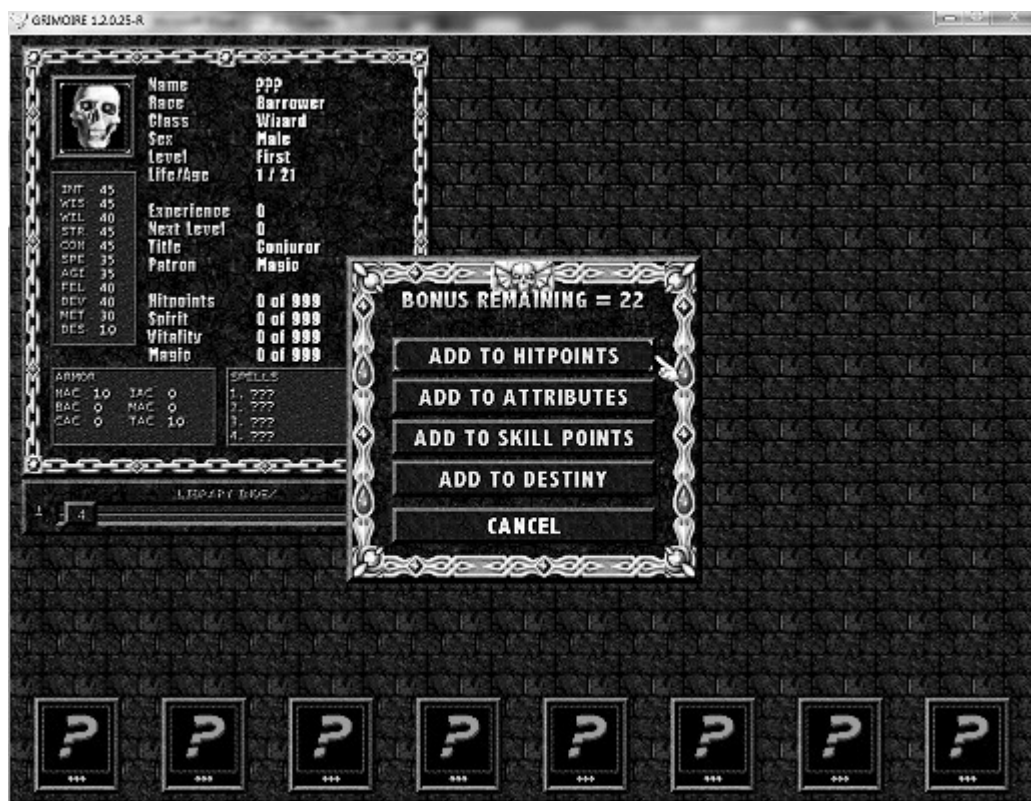 GRIMOIRE 1.2.0.25-R
Name PPP
Race Barrower
Class Wizard
Sex Male
Level First
Life/Age 1 / 21
Experience 0
Next Level 0
Title Conjuror
Patron Magic
Hitpoints 0 of 999
Spirit 0 of 999
Vitality 0 of 999
Magic 0 of 999
INT 45
WIS 45
WIL 40
STR 45
CON 45
SPE 35
AGI 35
FEL 40
DEV 40
MET 30
DES 10
ARMOR
NAC 10 IAC 0
BAC 0 MAC 0
CAC 0 TAC 10
SPELLS
1. ???
2. ???
3. ???
4. ???
LIBRARY INDEX
4
BONUS REMAINING = 22
ADD TO HITPOINTS
ADD TO ATTRIBUTES
ADD TO SKILL POINTS
ADD TO DESTINY
CANCEL
? ? ? ? ? ? ? ?